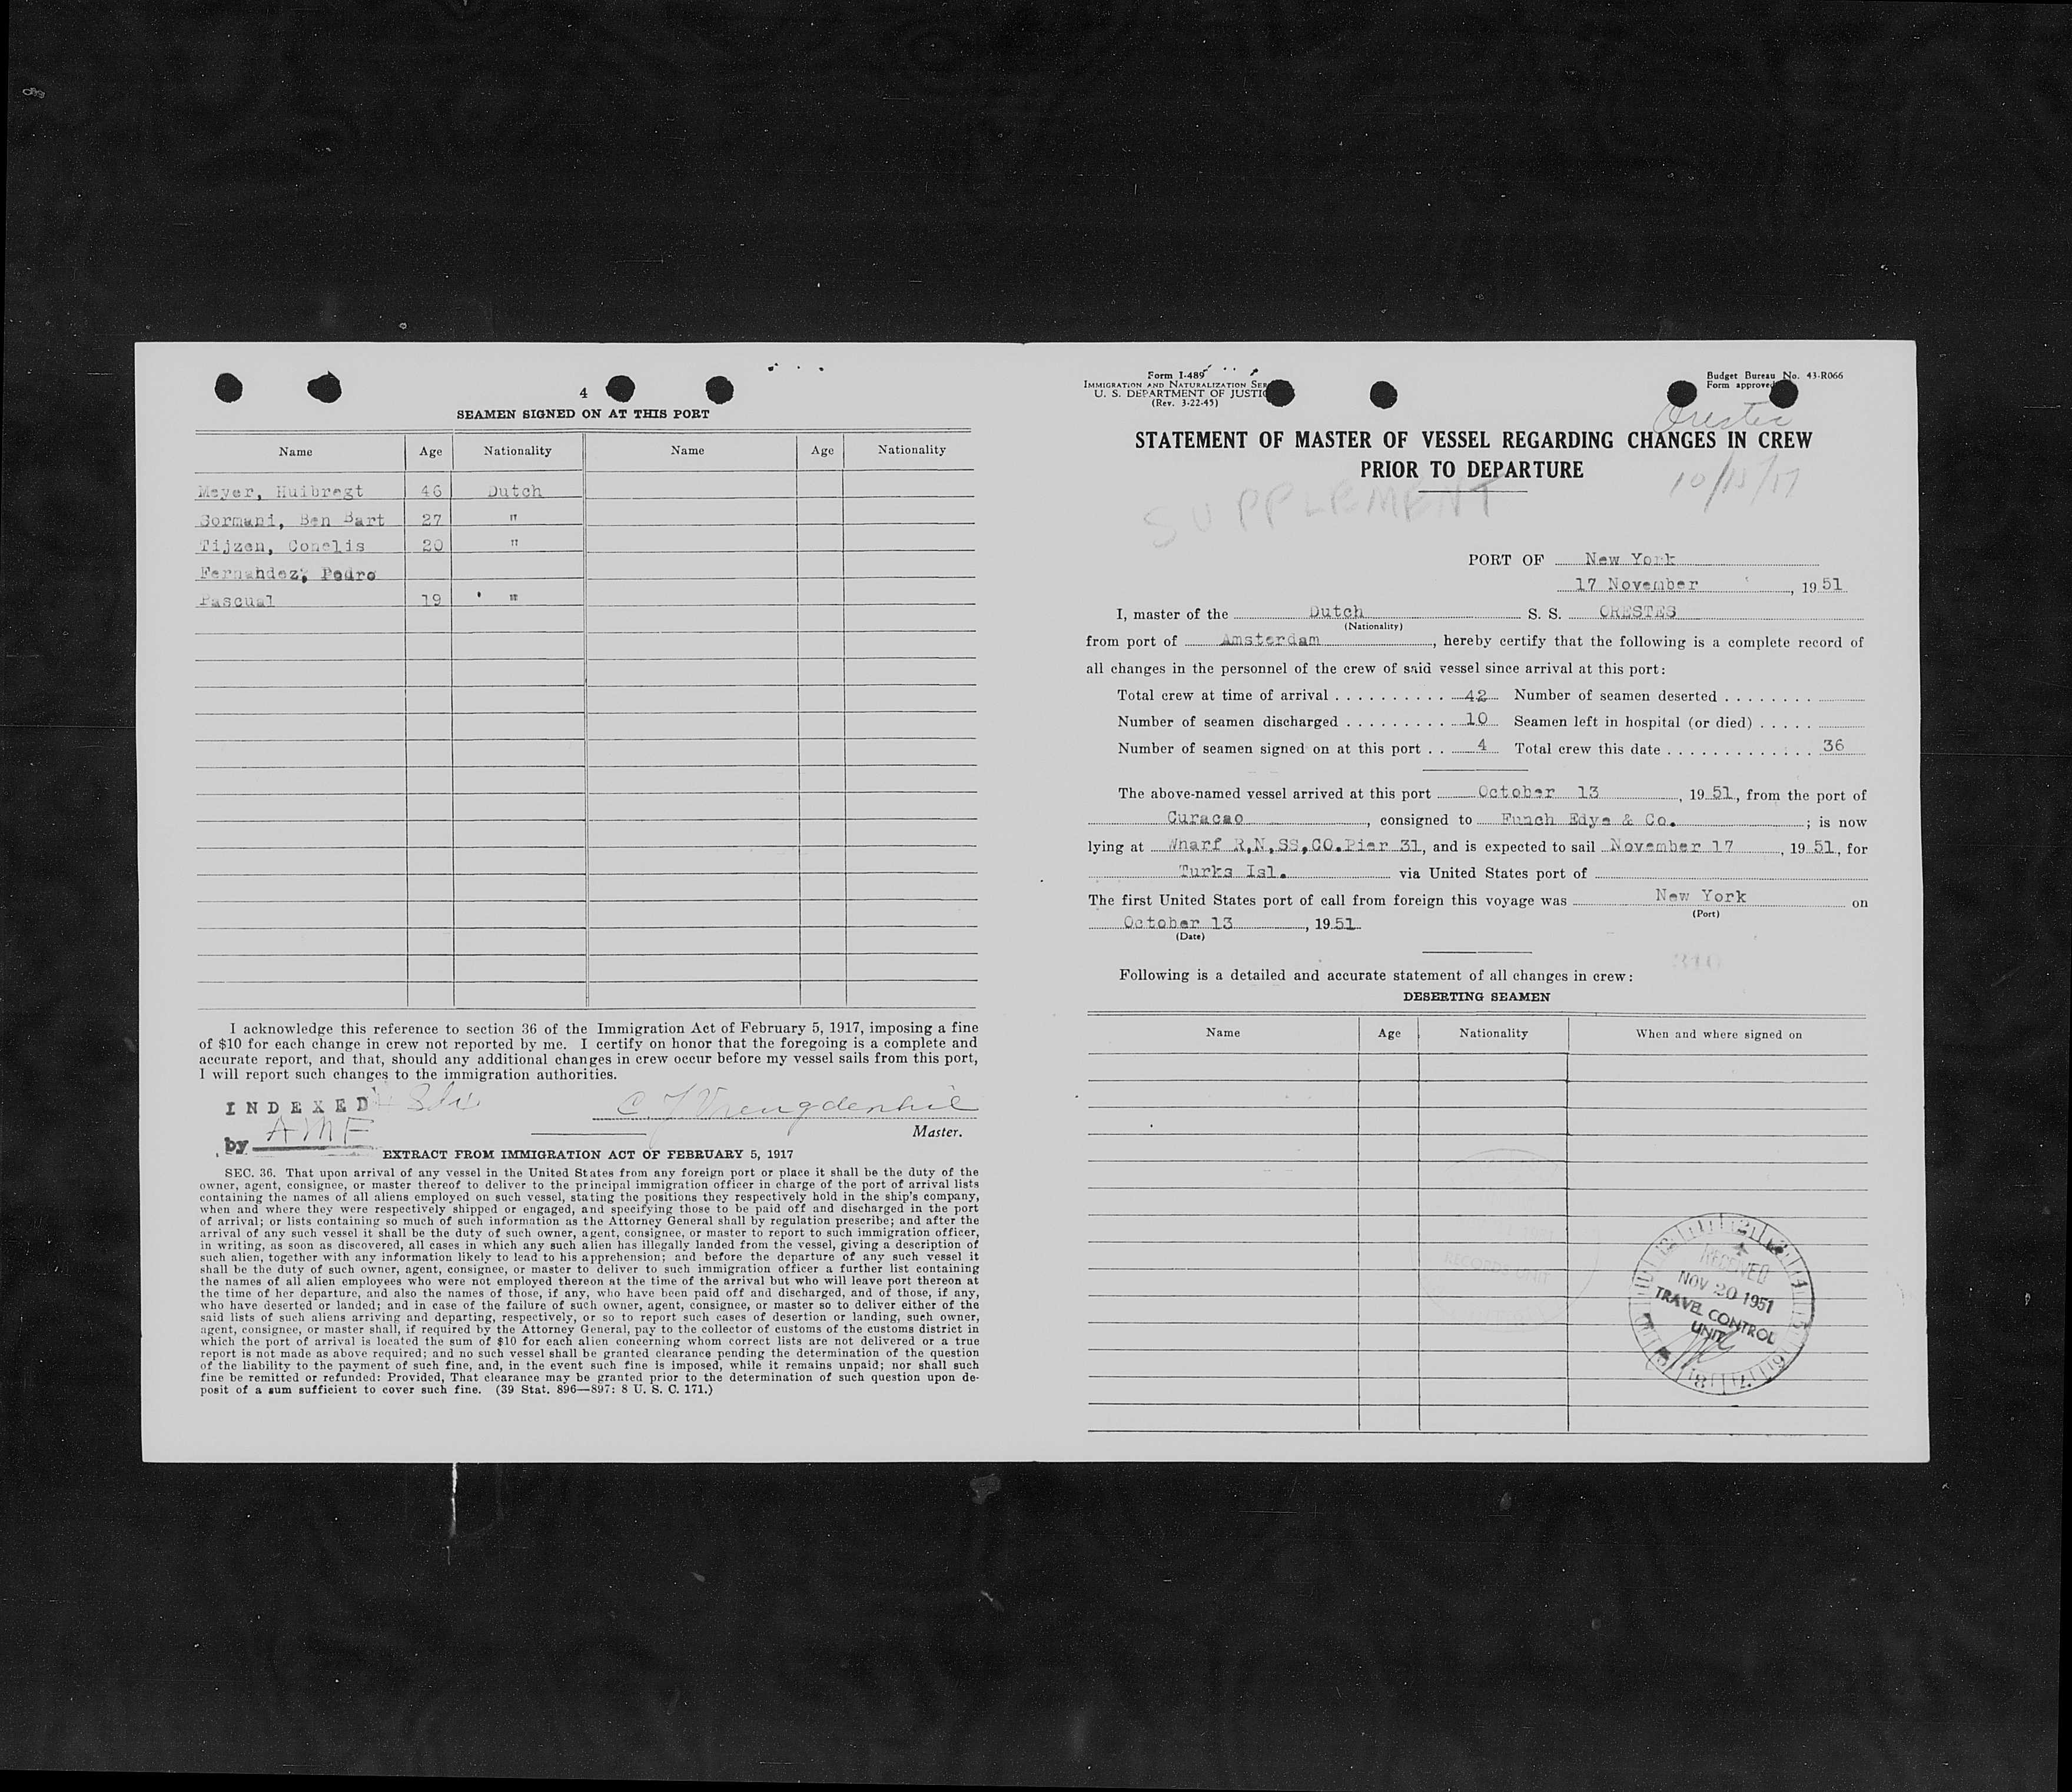 4
SEAMEN SIGNED ON AT THIS PORT
Name Age Nationality Name Age Nationality
Meyer, Huibregt 46 Dutch
Sormani, Ben Bart 27 "
Tijzen, Conelis 20 "
Fernahdez, Pedro
Pascual 19 "
I acknowledge this reference to section 36 of the Immigration Act of February 5, 1917, imposing a fine
of $10 for each change in crew not reported by me. I certify on honor that the foregoing is a complete and
accurate report, and that, should any additional changes in crew occur before my vessel sails from this port,
I will report such changes to the immigration authorities.
INDEXED
C. J. Vreugdenhil
by AMF
Master.
EXTRACT FROM IMMIGRATION ACT OF FEBRUARY 5, 1917
SEC. 36. That upon arrival of any vessel in the United States from any foreign port or place it shall be the duty of the
owner, agent, consignee, or master thereof to deliver to the principal immigration officer in charge of the port of arrival lists
containing the names of all aliens employed on such vessel, stating the positions they respectively hold in the ship's company,
when and where they were respectively shipped or engaged, and specifying those to be paid off and discharged in the port
of arrival; or lists containing so much of such information as the Attorney General shall by regulation prescribe; and after the
arrival of any such vessel it shall be the duty of such owner, agent, consignee, or master to report to such immigration officer,
in writing, as soon as discovered, all cases in which any such alien has illegally landed from the vessel, giving a description of
such alien, together with any information likely to lead to his apprehension; and before the departure of any such vessel it
shall be the duty of such owner, agent, consignee, or master to deliver to such immigration officer a further list containing
the names of all alien employees who were not employed thereon at the time of the arrival but who will leave port thereon at
the time of her departure, and also the names of those, if any, who have been paid off and discharged, and of those, if any,
who have deserted or landed; and in case of the failure of such owner, agent, consignee, or master so to deliver either of the
said lists of such aliens arriving and departing, respectively, or so to report such cases of desertion or landing, such owner,
agent, consignee, or master shall, if required by the Attorney General, pay to the collector of customs of the customs district in
which the port of arrival is located the sum of $10 for each alien concerning whom correct lists are not delivered or a true
report is not made as above required; and no such vessel shall be granted clearance pending the determination of the question
of the liability to the payment of such fine, and, in the event such fine is imposed, while it remains unpaid; nor shall such
fine be remitted or refunded: Provided, That clearance may be granted prior to the determination of such question upon de-
posit of a sum sufficient to cover such fine. (39 Stat. 896—897: 8 U. S. C. 171.)
Form I-489
IMMIGRATION AND NATURALIZATION SER
U. S. DEPARTMENT OF JUSTIC
(Rev. 3-22-45)
Budget Bureau No. 43-R066
Form approved
Orestes
STATEMENT OF MASTER OF VESSEL REGARDING CHANGES IN CREW
PRIOR TO DEPARTURE
SUPPLEMENT
PORT OF New York
17 November, 1951
I, master of the Dutch S. S. ORESTES
(Nationality)
from port of Amsterdam, hereby certify that the following is a complete record of
all changes in the personnel of the crew of said vessel since arrival at this port:
Total crew at time of arrival . . . . . . . . . . 42 Number of seamen deserted . . . . . . . .
Number of seamen discharged . . . . . . . . . 10 Seamen left in hospital (or died) . . . . .
Number of seamen signed on at this port . . 4 Total crew this date . . . . . . . . . . . . . 36
The above-named vessel arrived at this port October 13, 1951, from the port of
Curacao, consigned to Funch Edye & Co. ; is now
lying at Wharf R,N,SS,CO.Pier 31, and is expected to sail November 17, 1951, for
Turks Isl. via United States port of
The first United States port of call from foreign this voyage was New York on
(Port)
October 13, 1951
(Date)
Following is a detailed and accurate statement of all changes in crew:
DESERTING SEAMEN
Name Age Nationality When and where signed on
RECORDS UNIT
RECEIVED
NOV 20 1951
TRAVEL CONTROL
UNIT